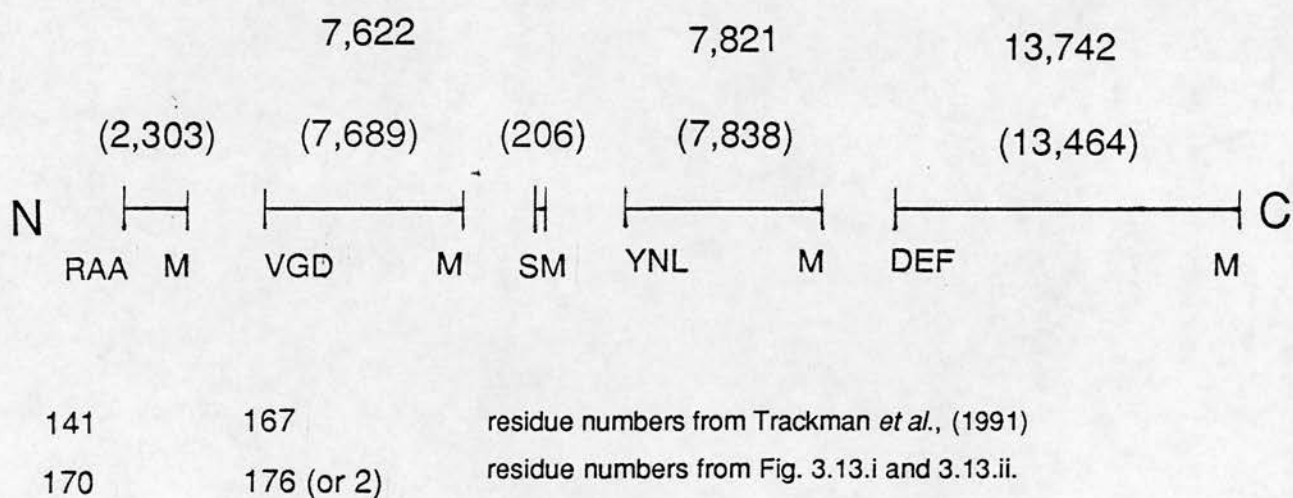 7,622 7,821 13,742
(2,303) (7,689) (206) (7,838) (13,464)
N C
RAA M VGD M SM YNL M DEF M
141 167 residue numbers from Trackman et al., (1991)
170 176 (or 2) residue numbers from Fig. 3.13.i and 3.13.ii.